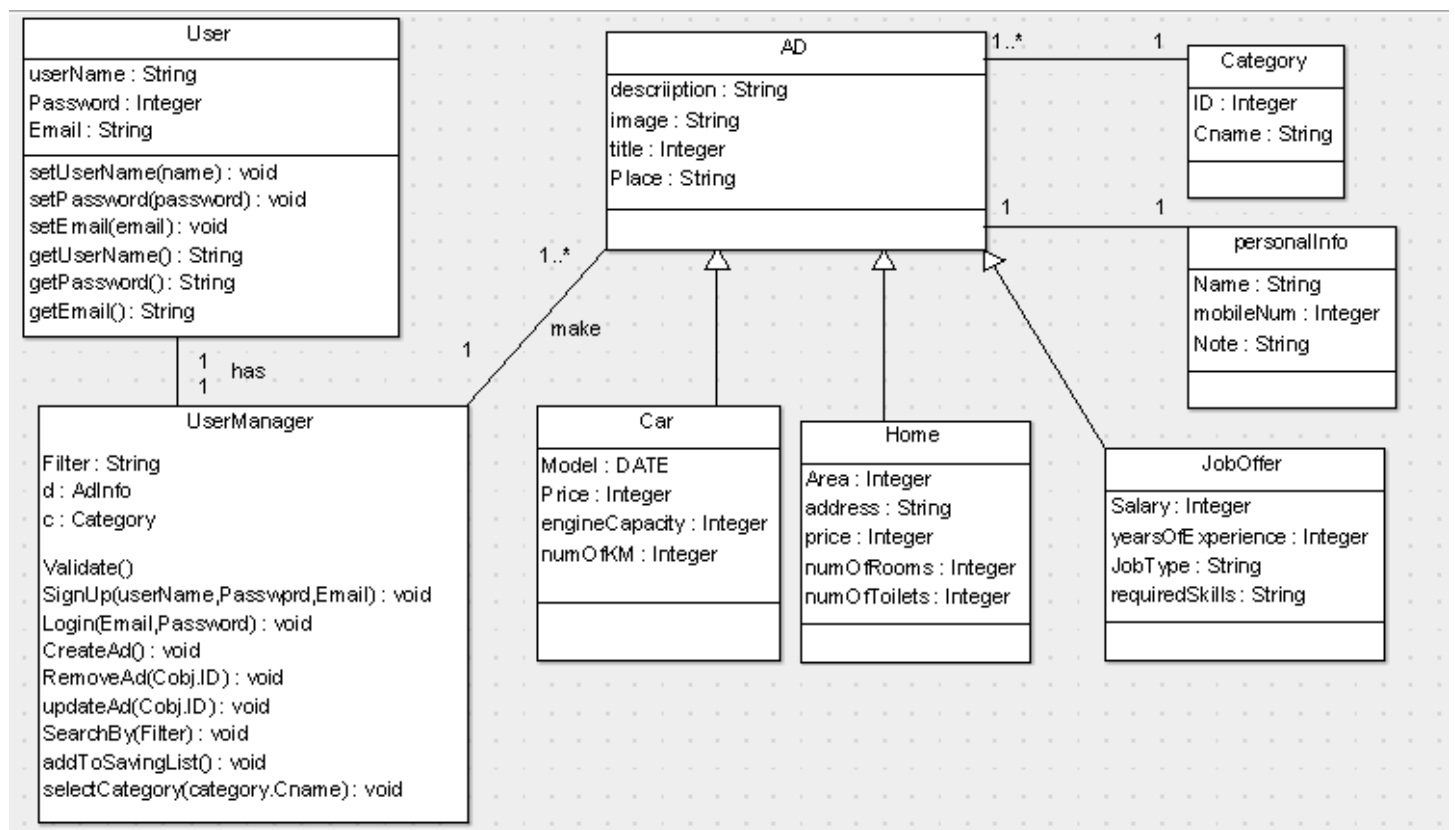 User
userName : String
Password : Integer
Email : String
setUserName(name) : void
setPassword(password) : void
setEmail(email) : void
getUserName() : String
getPassword() : String
getEmail() : String
1
1
has
UserManager
Filter : String
d : AdInfo
c : Category
Validate()
SignUp(userName,Passwprd,Email) : void
Login(Email,Password) : void
CreateAd() : void
RemoveAd(Cobj.ID) : void
updateAd(Cobj.ID) : void
SearchBy(Filter) : void
addToSavingList() : void
selectCategory(category.Cname) : void
1
make
1..*
AD
descriiption : String
image : String
title : Integer
Place : String
1..*
1
Category
ID : Integer
Cname : String
1
1
personalInfo
Name : String
mobileNum : Integer
Note : String
Car
Model : DATE
Price : Integer
engineCapacity : Integer
numOfKM : Integer
Home
Area : Integer
address : String
price : Integer
numOfRooms : Integer
numOfToilets : Integer
JobOffer
Salary : Integer
yearsOfExperience : Integer
JobType : String
requiredSkills : String